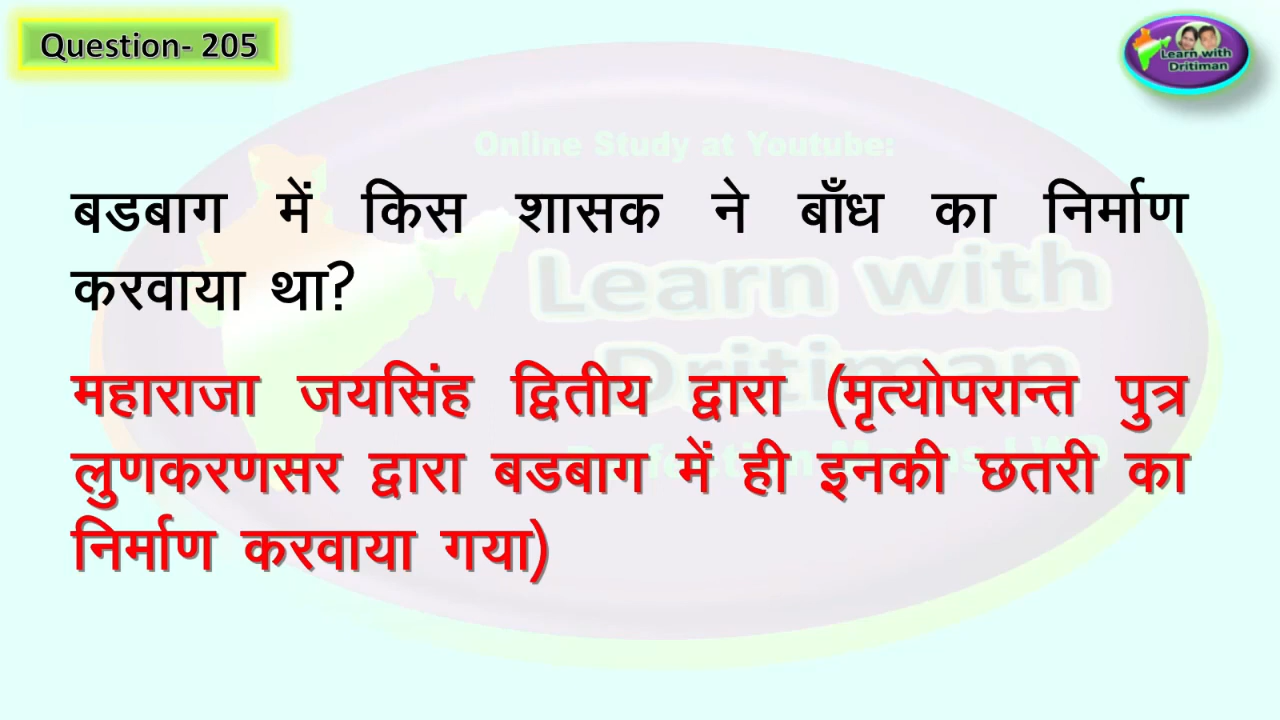 Question- 205
Learn with
Dritiman
Online Study at Youtube:
बडबाग में किस शासक ने बाँध का निर्माण
करवाया था?
Learn with
Dritiman
महाराजा जयसिंह द्वितीय द्वारा (मृत्योपरान्त पुत्र
लुणकरणसर द्वारा बडबाग में ही इनकी छतरी का
निर्माण करवाया गया)